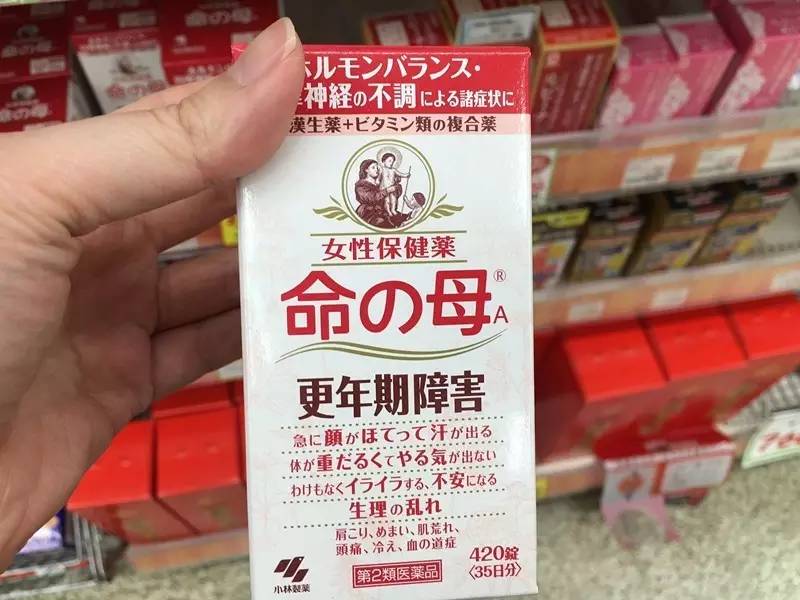 ホルモンバランス・
神経の不調による諸症状に
漢生薬+ビタミン類の複合薬
女性保健薬
命の母®A
更年期障害
急に顔がほてって汗が出る
体が重だるくてやる気が出ない
わけもなくイライラする、不安になる
生理の乱れ
肩こり、めまい、肌荒れ、
頭痛、冷え、血の道症
420錠
〈35日分〉
第2類医薬品
小林製薬